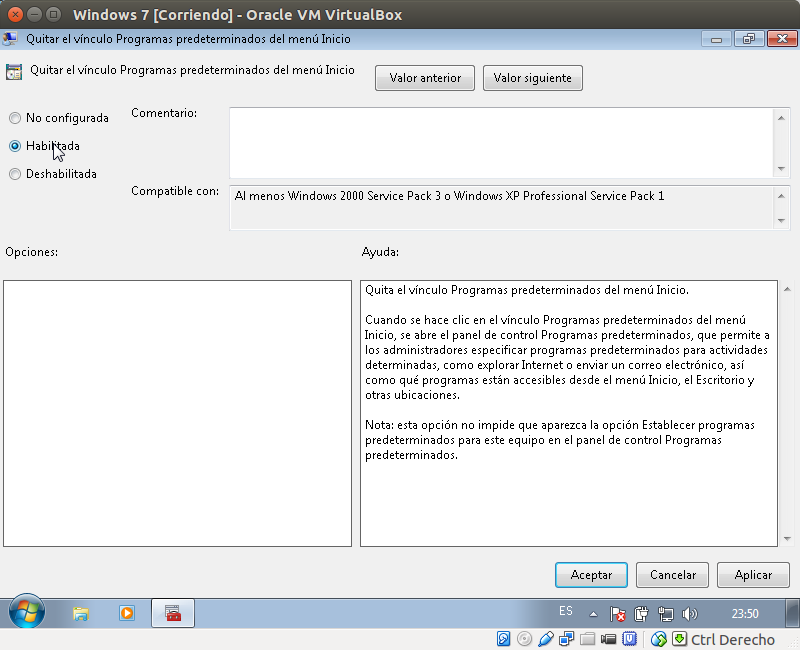 Windows 7 [Corriendo] - Oracle VM VirtualBox
Quitar el vínculo Programas predeterminados del menú Inicio
Quitar el vínculo Programas predeterminados del menú Inicio
Valor anterior
Valor siguiente
No configurada
Habilitada
Deshabilitada
Comentario:
Compatible con:
Al menos Windows 2000 Service Pack 3 o Windows XP Professional Service Pack 1
Opciones:
Ayuda:
Quita el vínculo Programas predeterminados del menú Inicio.
Cuando se hace clic en el vínculo Programas predeterminados del menú
Inicio, se abre el panel de control Programas predeterminados, que permite a
los administradores especificar programas predeterminados para actividades
determinadas, como explorar Internet o enviar un correo electrónico, así
como qué programas están accesibles desde el menú Inicio, el Escritorio y
otras ubicaciones.
Nota: esta opción no impide que aparezca la opción Establecer programas
predeterminados para este equipo en el panel de control Programas
predeterminados.
Aceptar
Cancelar
Aplicar
ES
23:50
Ctrl Derecho